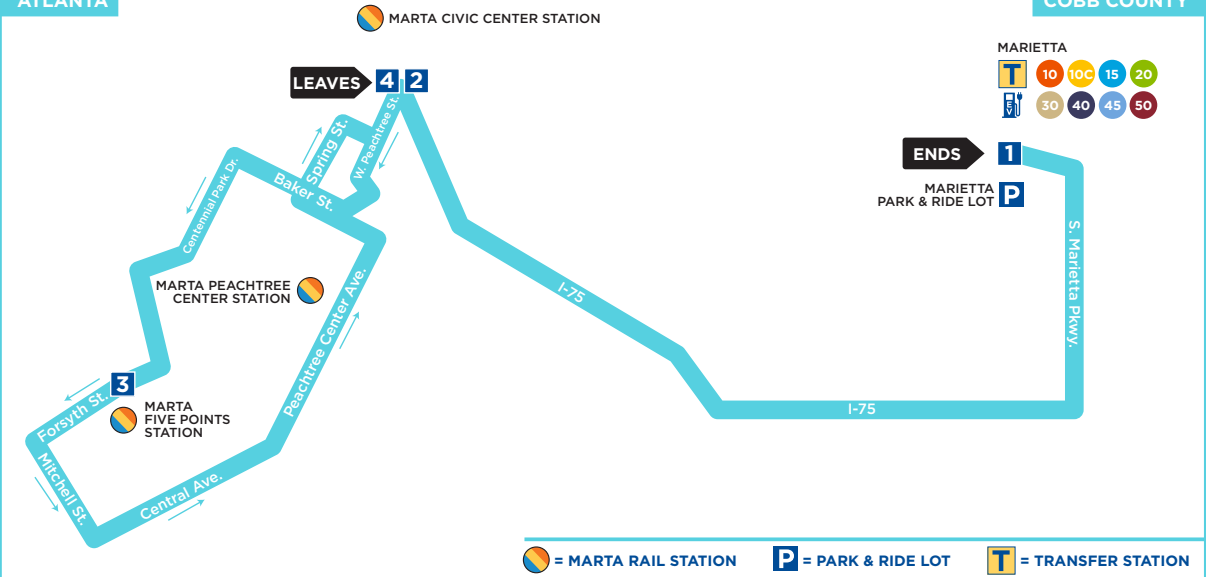 ATLANTA
COBB COUNTY
MARTA CIVIC CENTER STATION
MARIETTA
T 10 10C 15 20
EV 30 40 45 50
LEAVES 4 2
ENDS 1
MARIETTA
PARK & RIDE LOT P
Spring St.
W. Peachtree St.
Baker St.
Centennial Park Dr.
MARTA PEACHTREE
CENTER STATION
Peachtree Center Ave.
I-75
S. Marietta Pkwy.
3
Forsyth St.
MARTA
FIVE POINTS
STATION
I-75
Mitchell St.
Central Ave.
= MARTA RAIL STATION
P = PARK & RIDE LOT
T = TRANSFER STATION